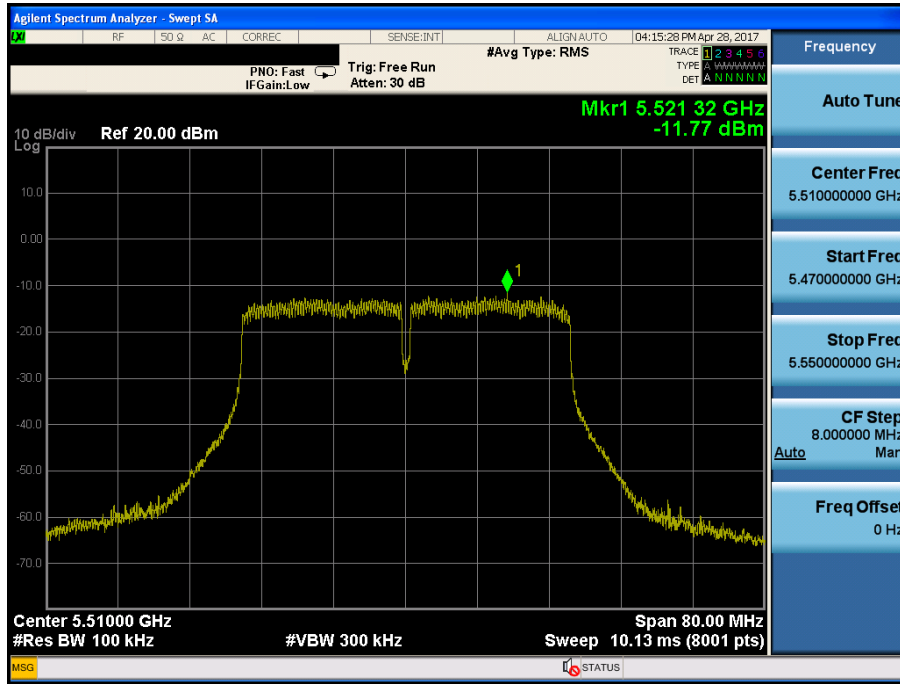 Agilent Spectrum Analyzer - Swept SA
LXI RF 50 Ω AC CORREC SENSE:INT ALIGN AUTO 04:15:28 PM Apr 28, 2017
Frequency
#Avg Type: RMS
TRACE 1 2 3 4 5 6
TYPE A WWWWW
DET A N N N N N
PNO: Fast
IFGain:Low
Trig: Free Run
Atten: 30 dB
Auto Tune
Mkr1 5.521 32 GHz
-11.77 dBm
10 dB/div Ref 20.00 dBm
Log
1
10.0
0.00
-10.0
-20.0
-30.0
-40.0
-50.0
-60.0
-70.0
Center Freq
5.510000000 GHz
Start Freq
5.470000000 GHz
Stop Freq
5.550000000 GHz
CF Step
8.000000 MHz
Auto Man
Freq Offset
0 Hz
Center 5.51000 GHz Span 80.00 MHz
#Res BW 100 kHz #VBW 300 kHz Sweep 10.13 ms (8001 pts)
MSG STATUS